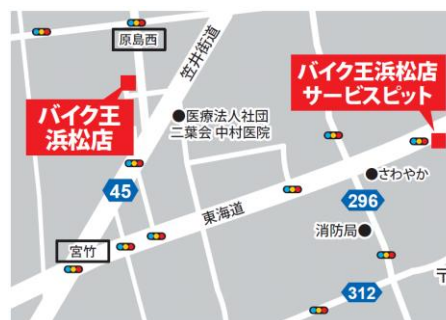 原島西
笠井街道
バイク王浜松店
サービスピット
バイク王
浜松店
医療法人社団
二葉会 中村医院
さわやか
45
東海道
296
消防局
宮竹
312
〒